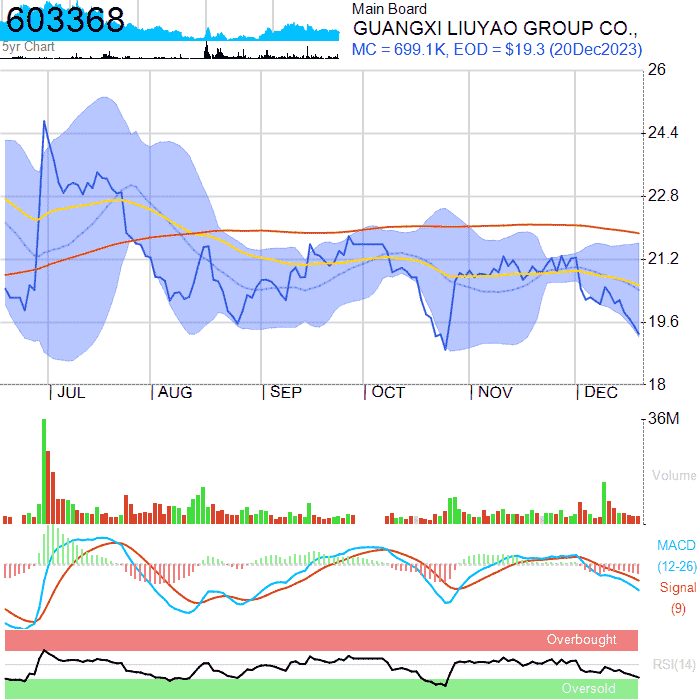 603368
5yr Chart
Main Board
GUANGXI LIUYAO GROUP CO.,
MC = 699.1K, EOD = $19.3 (20Dec2023)
26
24.4
22.8
21.2
19.6
18
JUL
AUG
SEP
OCT
NOV
DEC
36M
Volume
MACD
(12-26)
Signal
(9)
Overbought
RSI(14)
Oversold